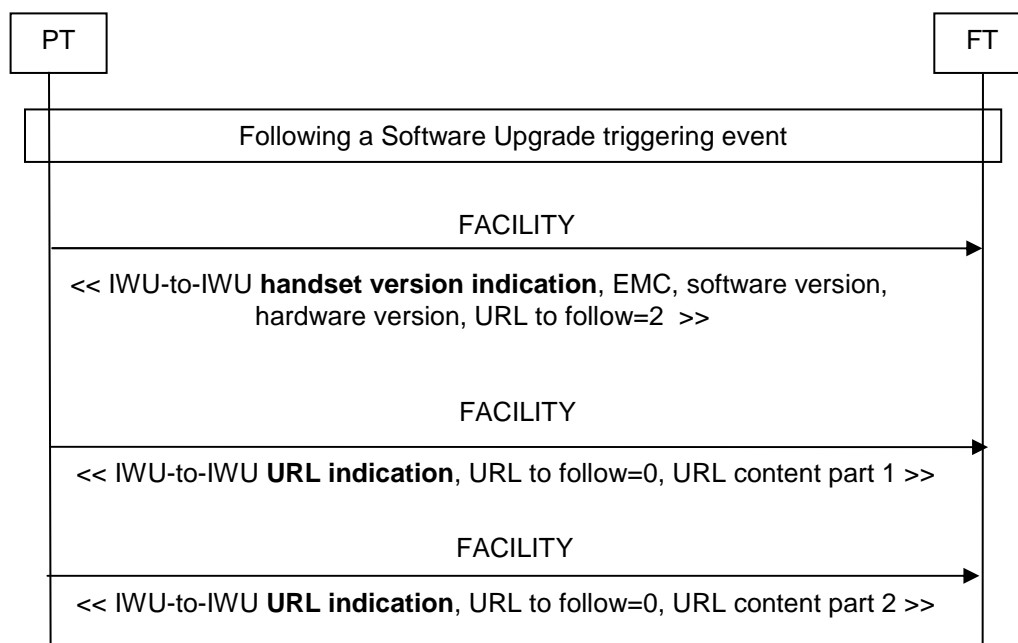 PT
FT
Following a Software Upgrade triggering event
FACILITY
<< IWU-to-IWU handset version indication, EMC, software version,
hardware version, URL to follow=2 >>
FACILITY
<< IWU-to-IWU URL indication, URL to follow=0, URL content part 1 >>
FACILITY
<< IWU-to-IWU URL indication, URL to follow=0, URL content part 2 >>